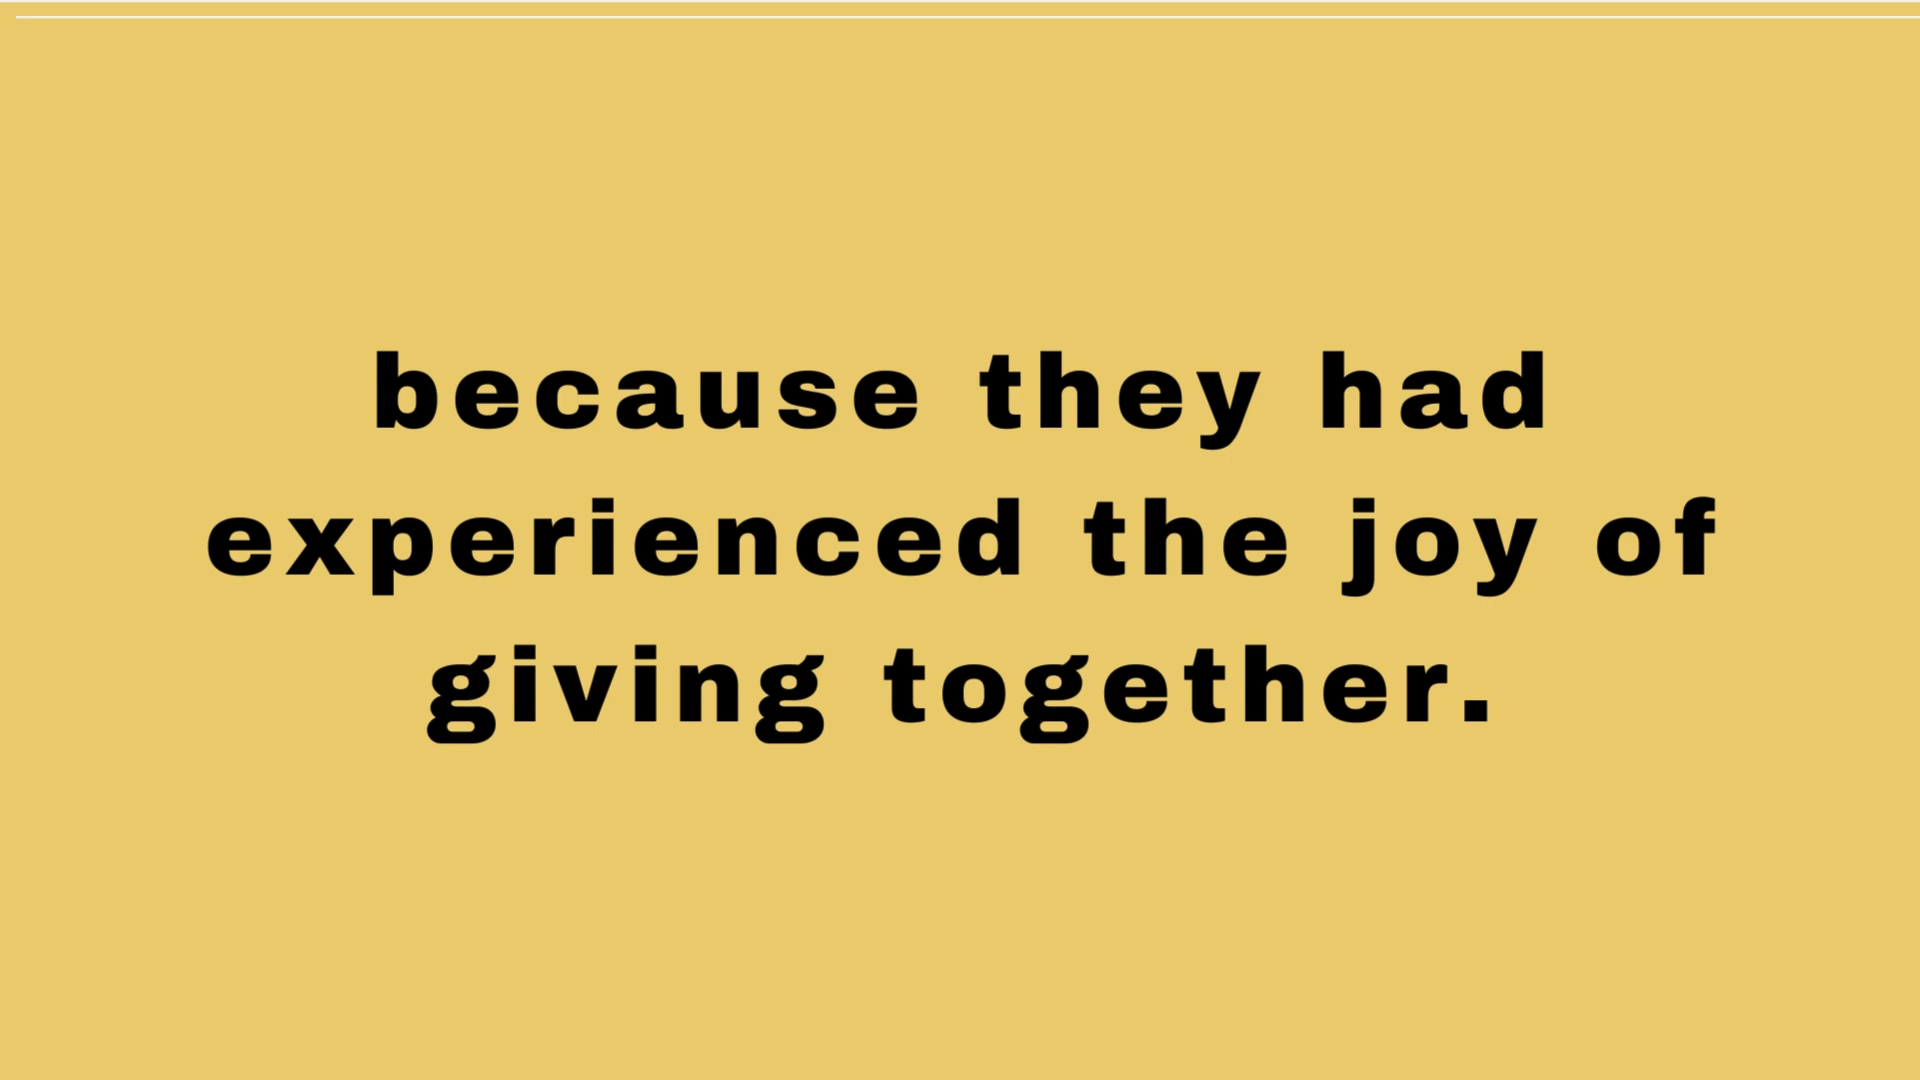 because they had
experienced the joy of
giving together.